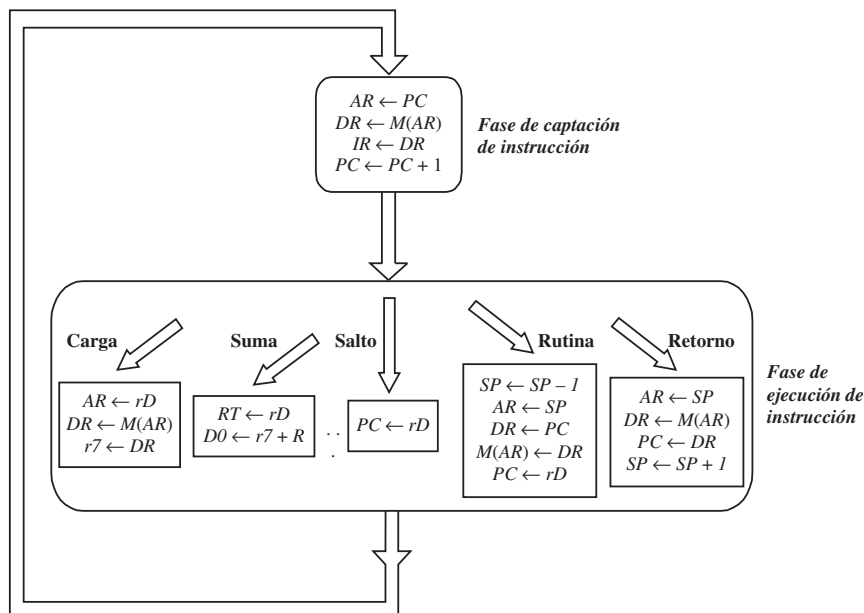 AR ← PC
DR ← M(AR)
IR ← DR
PC ← PC + 1
Fase de captación
de instrucción
Carga
Suma
Salto
Rutina
Retorno
AR ← rD
DR ← M(AR)
r7 ← DR
RT ← rD
D0 ← r7 + R
. . .
PC ← rD
SP ← SP – 1
AR ← SP
DR ← PC
M(AR) ← DR
PC ← rD
AR ← SP
DR ← M(AR)
PC ← DR
SP ← SP + 1
Fase de
ejecución de
instrucción